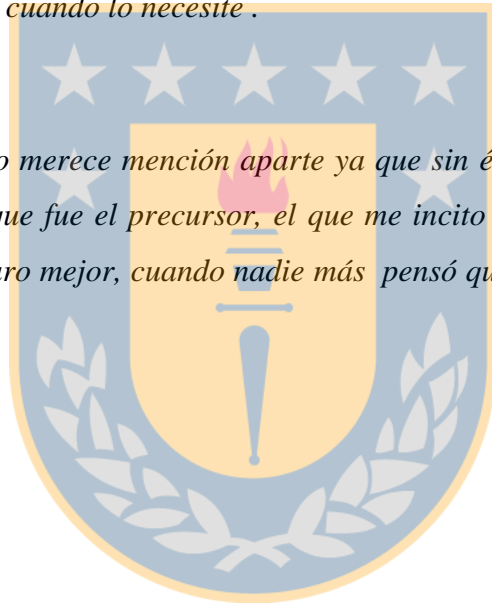 cuando lo necesite .
o merece mención aparte ya que sin é
que fue el precursor, el que me incito
ro mejor, cuando nadie más pensó qu